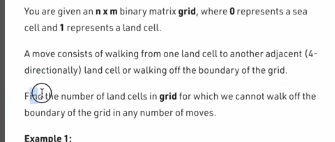 You are given an n x m binary matrix grid, where 0 represents a sea
cell and 1 represents a land cell.
A move consists of walking from one land cell to another adjacent (4-
directionally) land cell or walking off the boundary of the grid.
Find the number of land cells in grid for which we cannot walk off the
boundary of the grid in any number of moves.
Example 1: